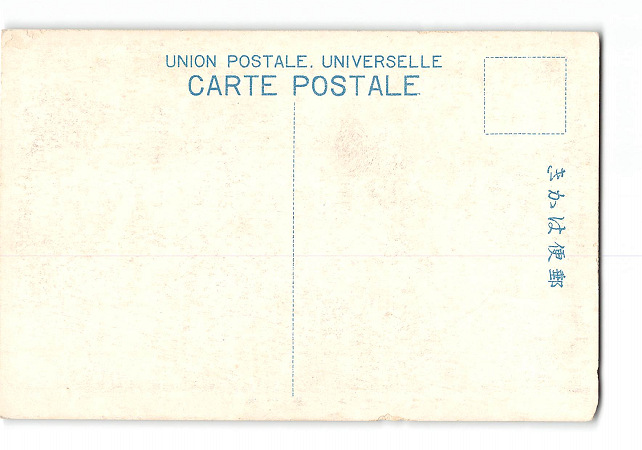 UNION POSTALE. UNIVERSELLE
CARTE POSTALE
きかは便郵